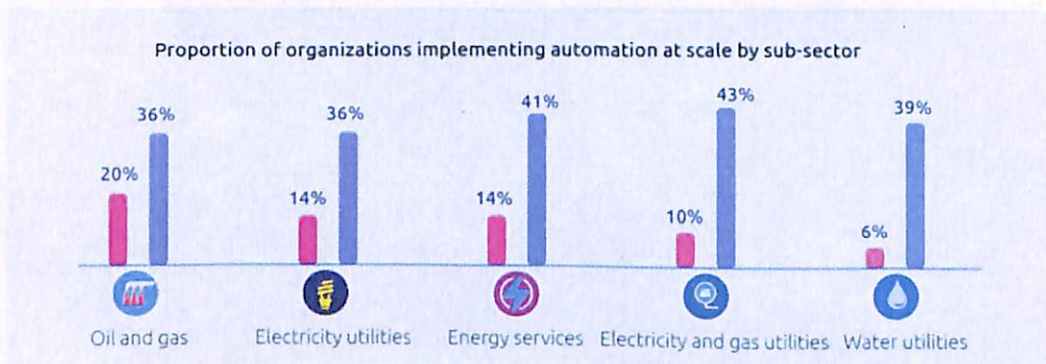 Proportion of organizations implementing automation at scale by sub-sector
20% 36% 14% 36% 14% 41% 10% 43% 6% 39%
Oil and gas Electricity utilities Energy services Electricity and gas utilities Water utilities